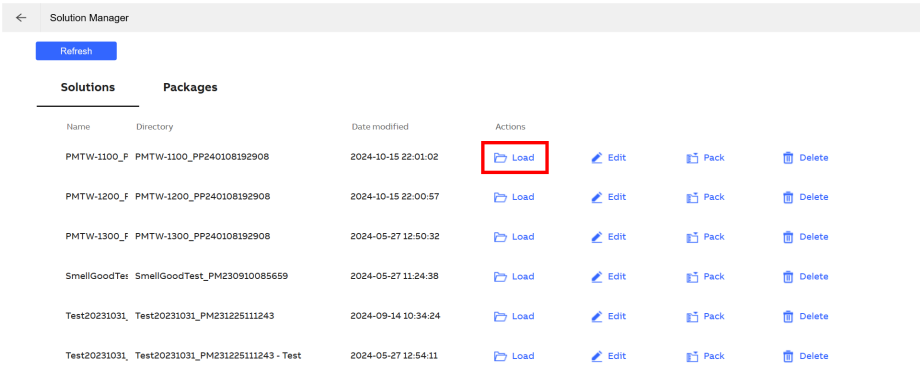 Solution Manager
Refresh
Solutions Packages
Name Directory Date modified Actions
PMTW-1100_P PMTW-1100_PP240108192908 2024-10-15 22:01:02 Load Edit Pack Delete
PMTW-1200_F PMTW-1200_PP240108192908 2024-10-15 22:00:57 Load Edit Pack Delete
PMTW-1300_F PMTW-1300_PP240108192908 2024-05-27 12:50:32 Load Edit Pack Delete
SmellGoodTes SmellGoodTest_PM230910085659 2024-05-27 11:24:38 Load Edit Pack Delete
Test20231031_ Test20231031_PM231225111243 2024-09-14 10:34:24 Load Edit Pack Delete
Test20231031_ Test20231031_PM231225111243 - Test 2024-05-27 12:54:11 Load Edit Pack Delete